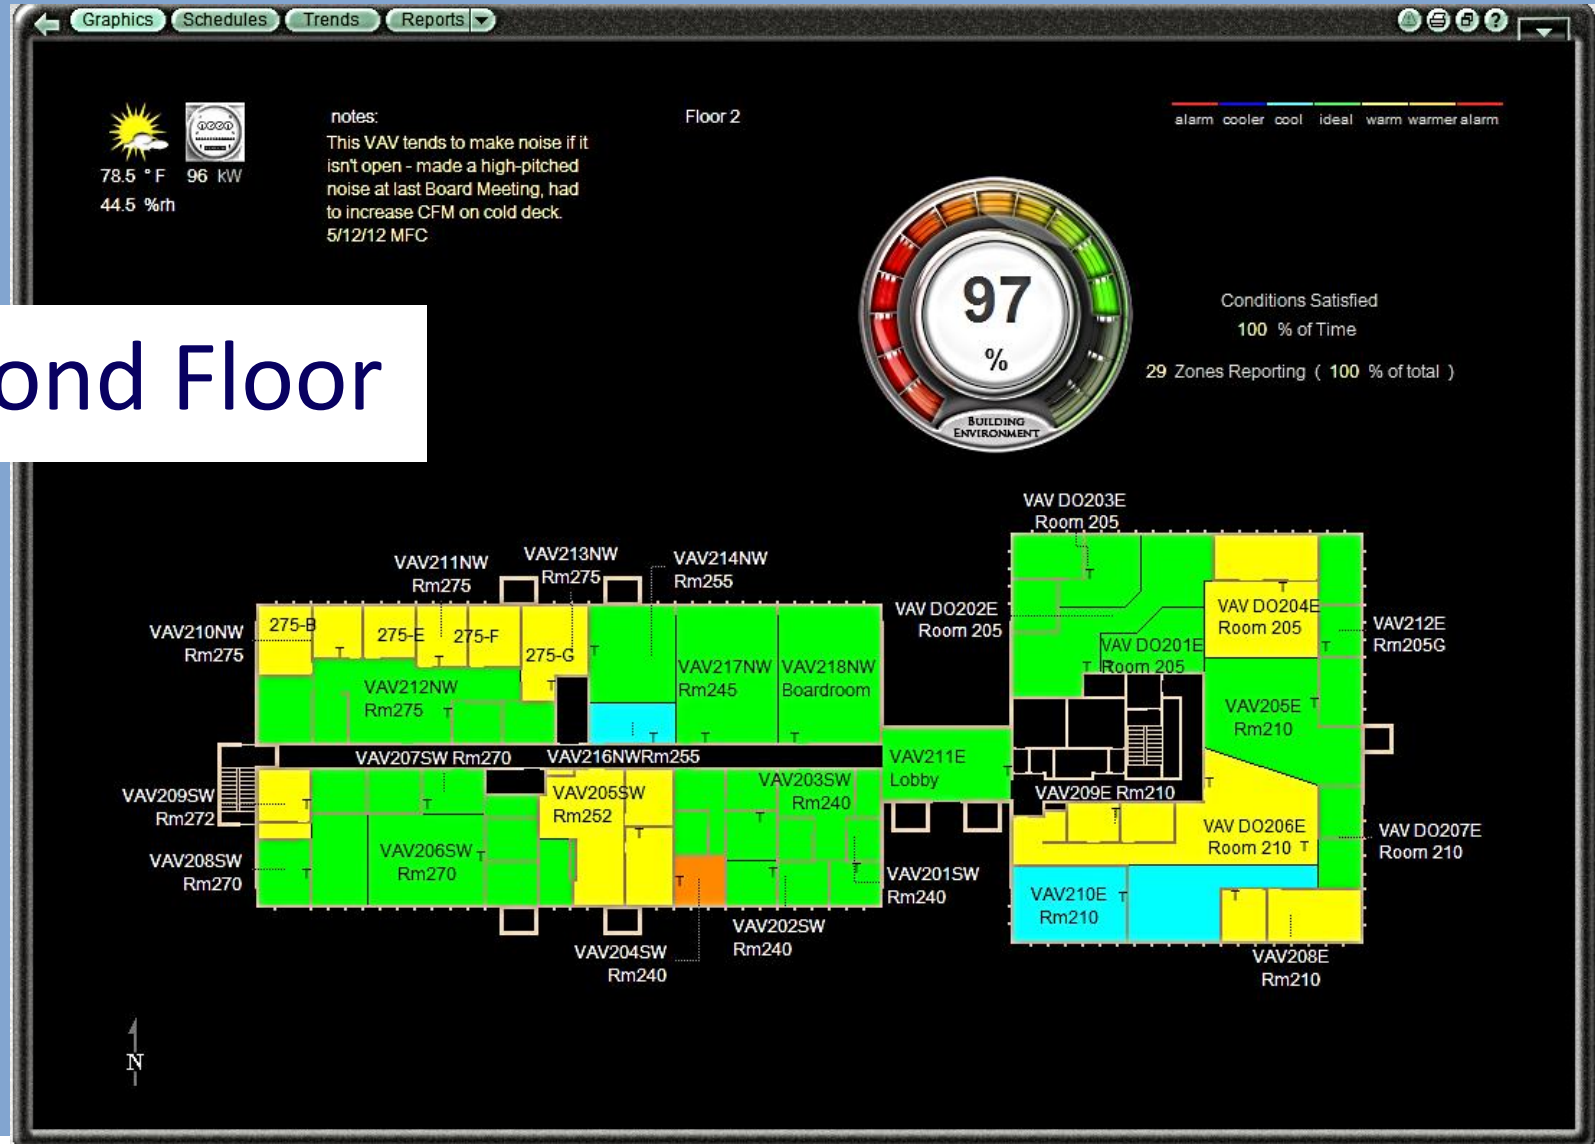 Graphics Schedules Trends Reports
?
notes:
This VAV tends to make noise if it
isn't open - made a high-pitched
noise at last Board Meeting, had
to increase CFM on cold deck.
5/12/12 MFC
78.5 ° F 96 kW
44.5 %rh
Floor 2
alarm cooler cool ideal warm warmer alarm
97
%
BUILDING
ENVIRONMENT
Conditions Satisfied
100 % of Time
29 Zones Reporting ( 100 % of total )
ond Floor
VAV DO203E
Room 205
VAV211NW
Rm275
VAV213NW
Rm275
VAV214NW
Rm255
VAV DO202E
Room 205
VAV DO204E
Room 205
VAV212E
Rm205G
VAV210NW
Rm275
275-B
275-E
275-F
275-G
VAV DO201E
Room 205
VAV217NW
Rm245
VAV218NW
Boardroom
VAV212NW
Rm275
VAV205E
Rm210
VAV207SW Rm270
VAV216NWRm255
VAV211E
Lobby
VAV209SW
Rm272
VAV205SW
Rm252
VAV203SW
Rm240
VAV209E Rm210
VAV DO206E
Room 210
VAV DO207E
Room 210
VAV208SW
Rm270
VAV206SW
Rm270
VAV201SW
Rm240
VAV210E
Rm210
VAV202SW
Rm240
VAV204SW
Rm240
VAV208E
Rm210
N